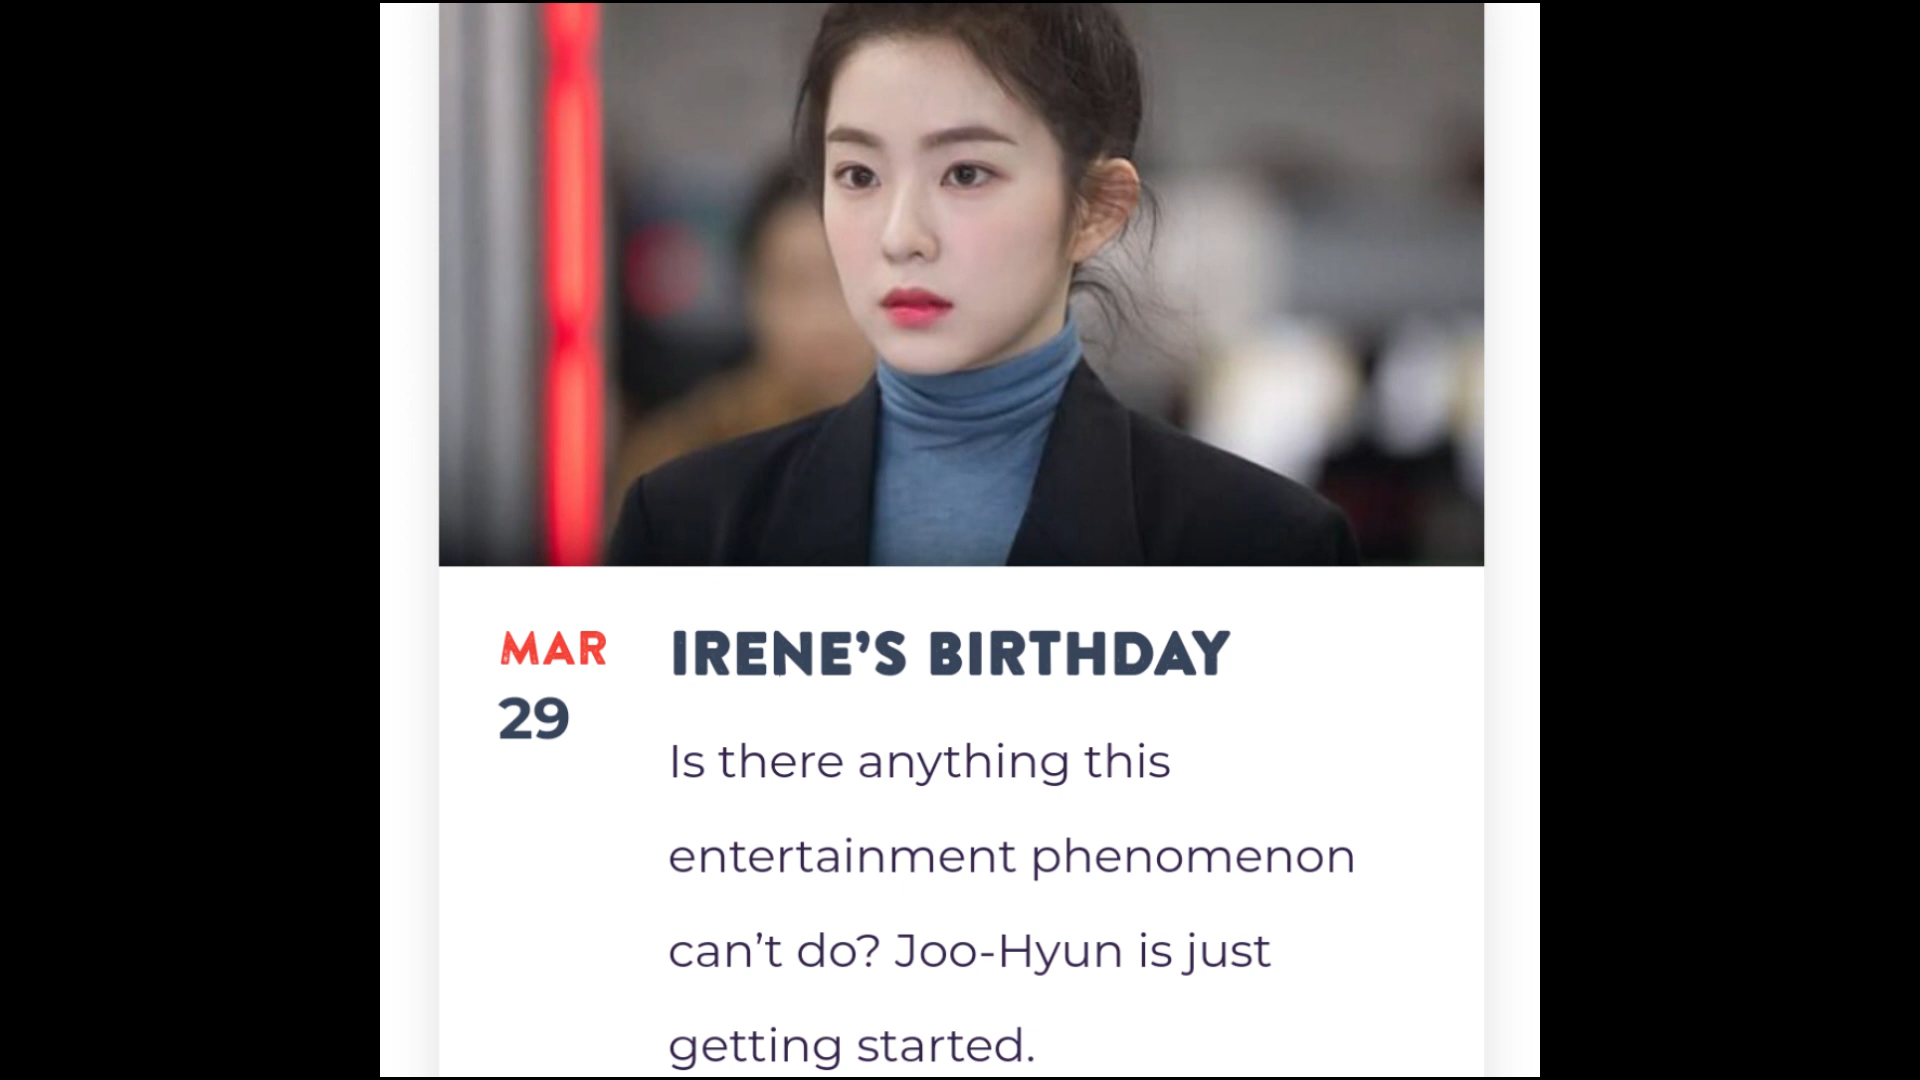 MAR
29
IRENE’S BIRTHDAY
Is there anything this
entertainment phenomenon
can’t do? Joo-Hyun is just
getting started.